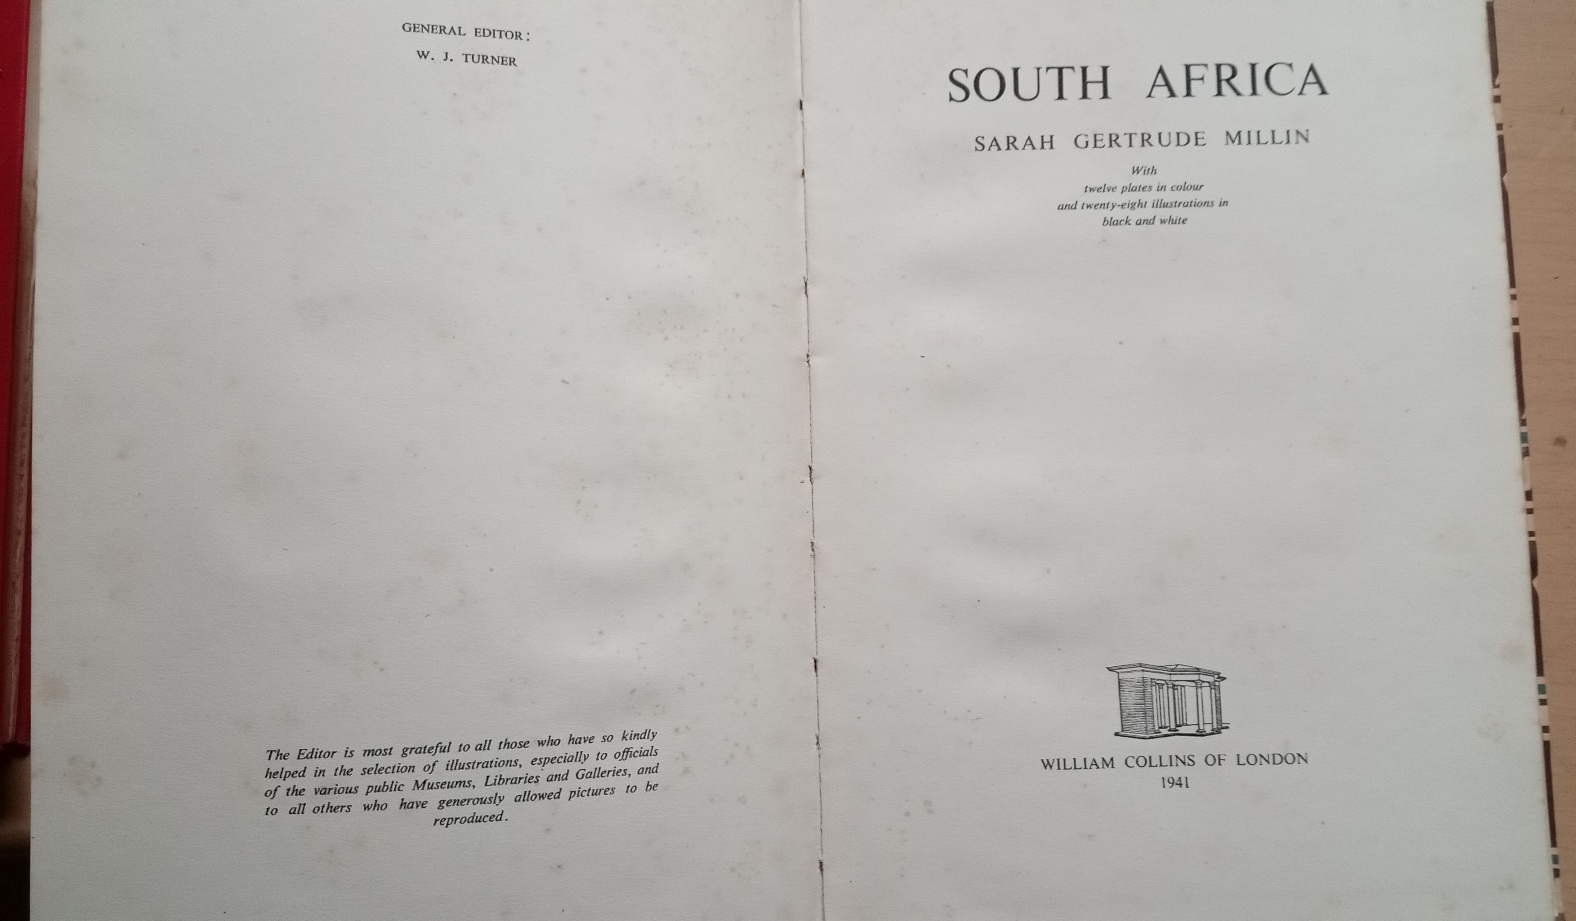 GENERAL EDITOR:
W. J. TURNER
The Editor is most grateful to all those who have so kindly
helped in the selection of illustrations, especially to officials
of the various public Museums, Libraries and Galleries, and
to all others who have generously allowed pictures to be
reproduced.
SOUTH AFRICA
SARAH GERTRUDE MILLIN
With
twelve plates in colour
and twenty-eight illustrations in
black and white
WILLIAM COLLINS OF LONDON
1941